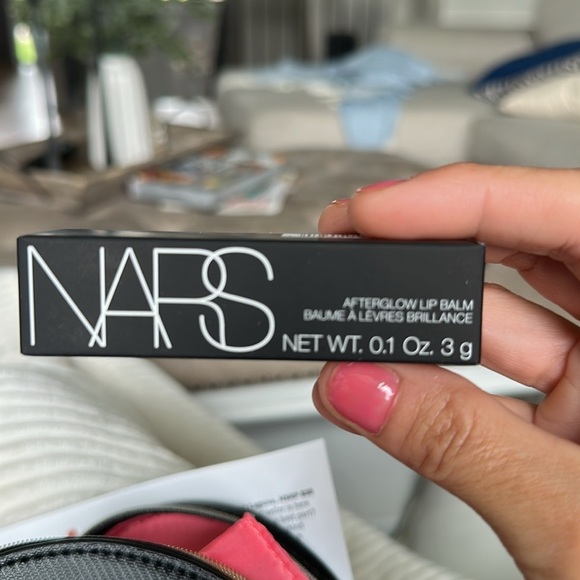 NARS
AFTERGLOW LIP BALM
BAUME À LÈVRES BRILLANCE
NET WT. 0.1 Oz. 3 g